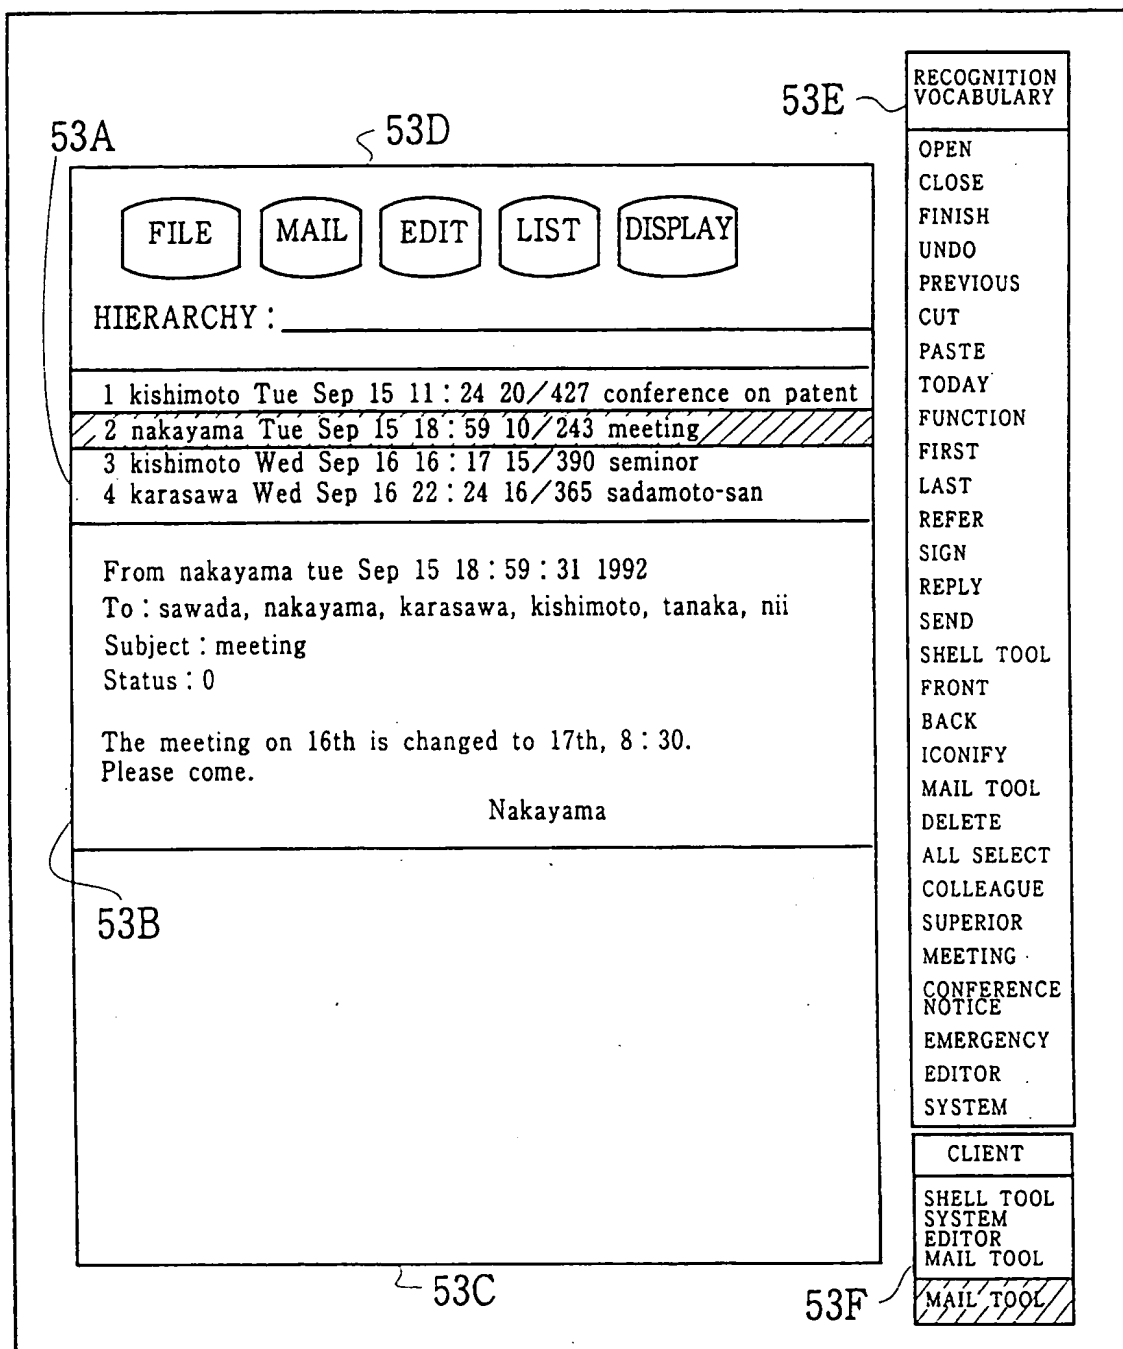 53A
53D
53E
FILE MAIL EDIT LIST DISPLAY
HIERARCHY :
1 kishimoto Tue Sep 15 11 : 24 20/427 conference on patent
2 nakayama Tue Sep 15 18 : 59 10/243 meeting
3 kishimoto Wed Sep 16 16 : 17 15/390 seminor
4 karasawa Wed Sep 16 22 : 24 16/365 sadamoto-san
From nakayama tue Sep 15 18 : 59 : 31 1992
To : sawada, nakayama, karasawa, kishimoto, tanaka, nii
Subject : meeting
Status : 0
The meeting on 16th is changed to 17th, 8 : 30.
Please come.
Nakayama
53B
53C
RECOGNITION
VOCABULARY
OPEN
CLOSE
FINISH
UNDO
PREVIOUS
CUT
PASTE
TODAY
FUNCTION
FIRST
LAST
REFER
SIGN
REPLY
SEND
SHELL TOOL
FRONT
BACK
ICONIFY
MAIL TOOL
DELETE
ALL SELECT
COLLEAGUE
SUPERIOR
MEETING
CONFERENCE
NOTICE
EMERGENCY
EDITOR
SYSTEM
CLIENT
SHELL TOOL
SYSTEM
EDITOR
MAIL TOOL
53F
MAIL TOOL